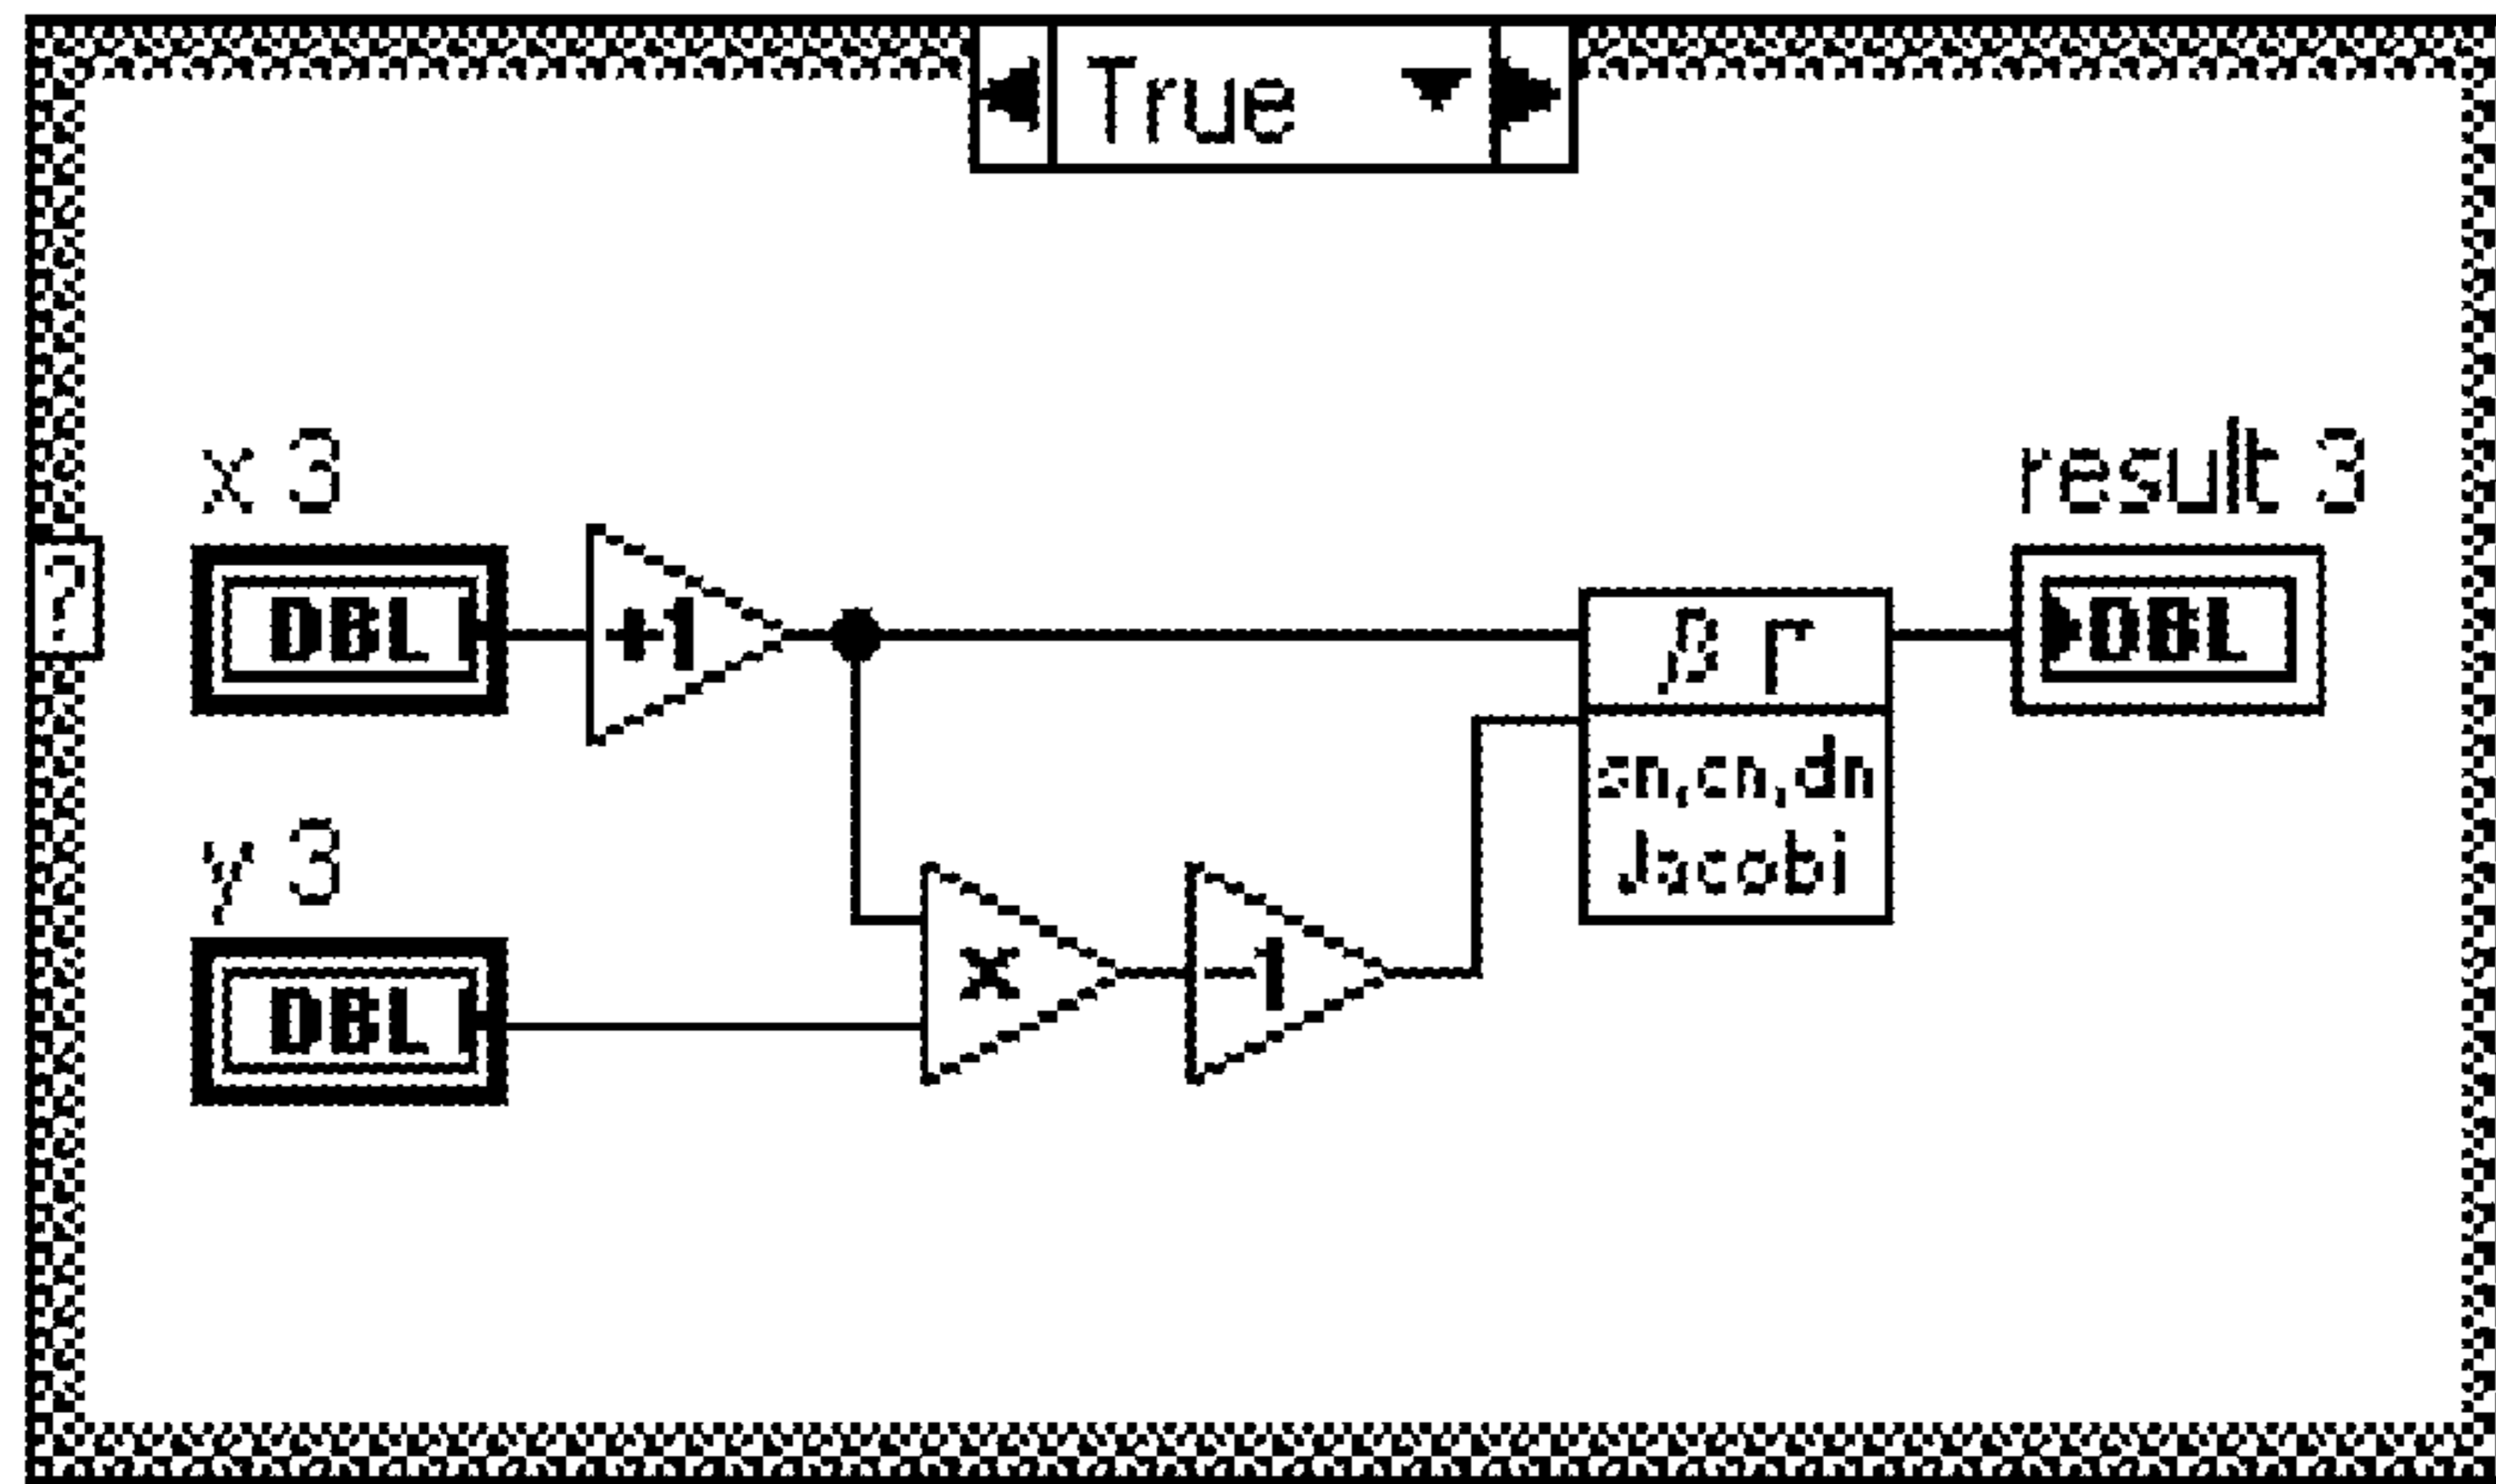 True
x 3
result 3
?
DBL
+1
β Γ
DBL
sn,cn,dn
Jacobi
y 3
DBL
x
-1